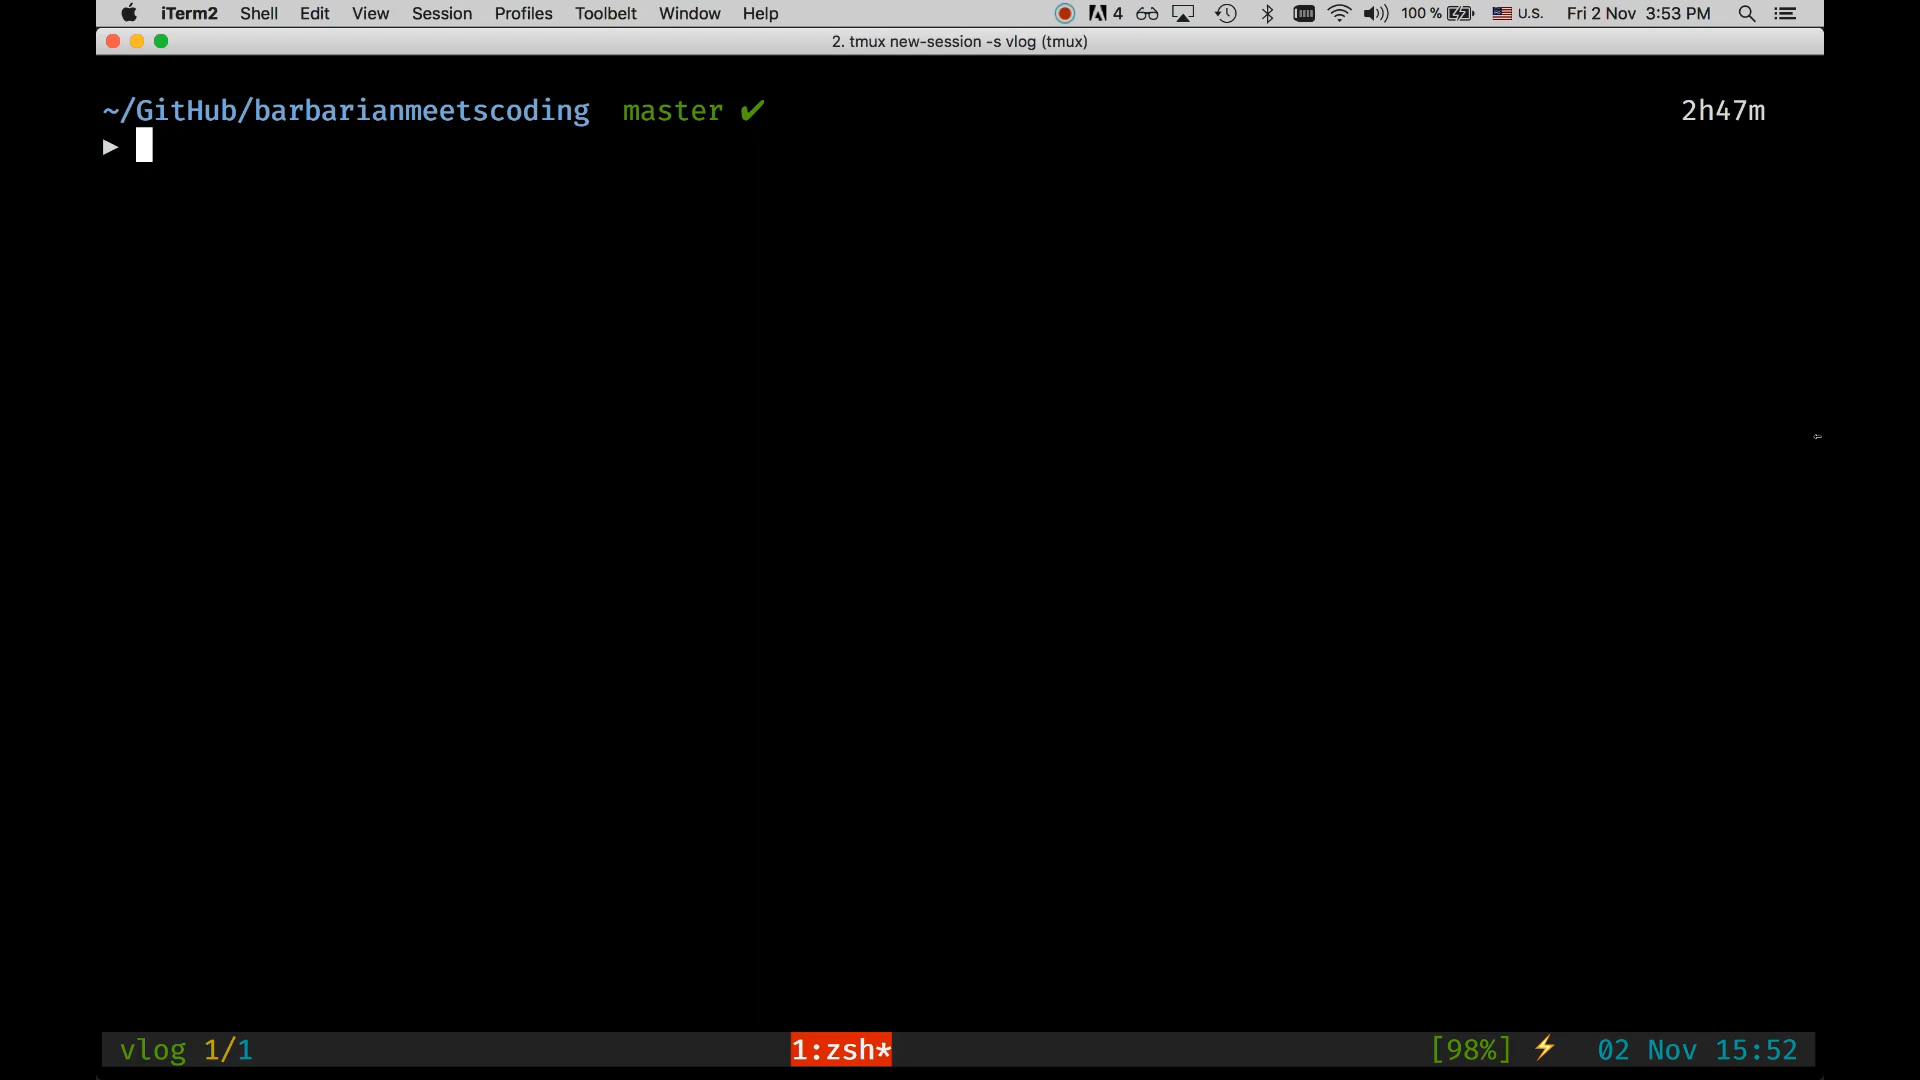 iTerm2 Shell Edit View Session Profiles Toolbelt Window Help 4 100 % U.S. Fri 2 Nov 3:53 PM
2. tmux new-session -s vlog (tmux)
~/GitHub/barbarianmeetscoding master ✔ 2h47m
▶
vlog 1/1 1:zsh* [98%] ⚡ 02 Nov 15:52